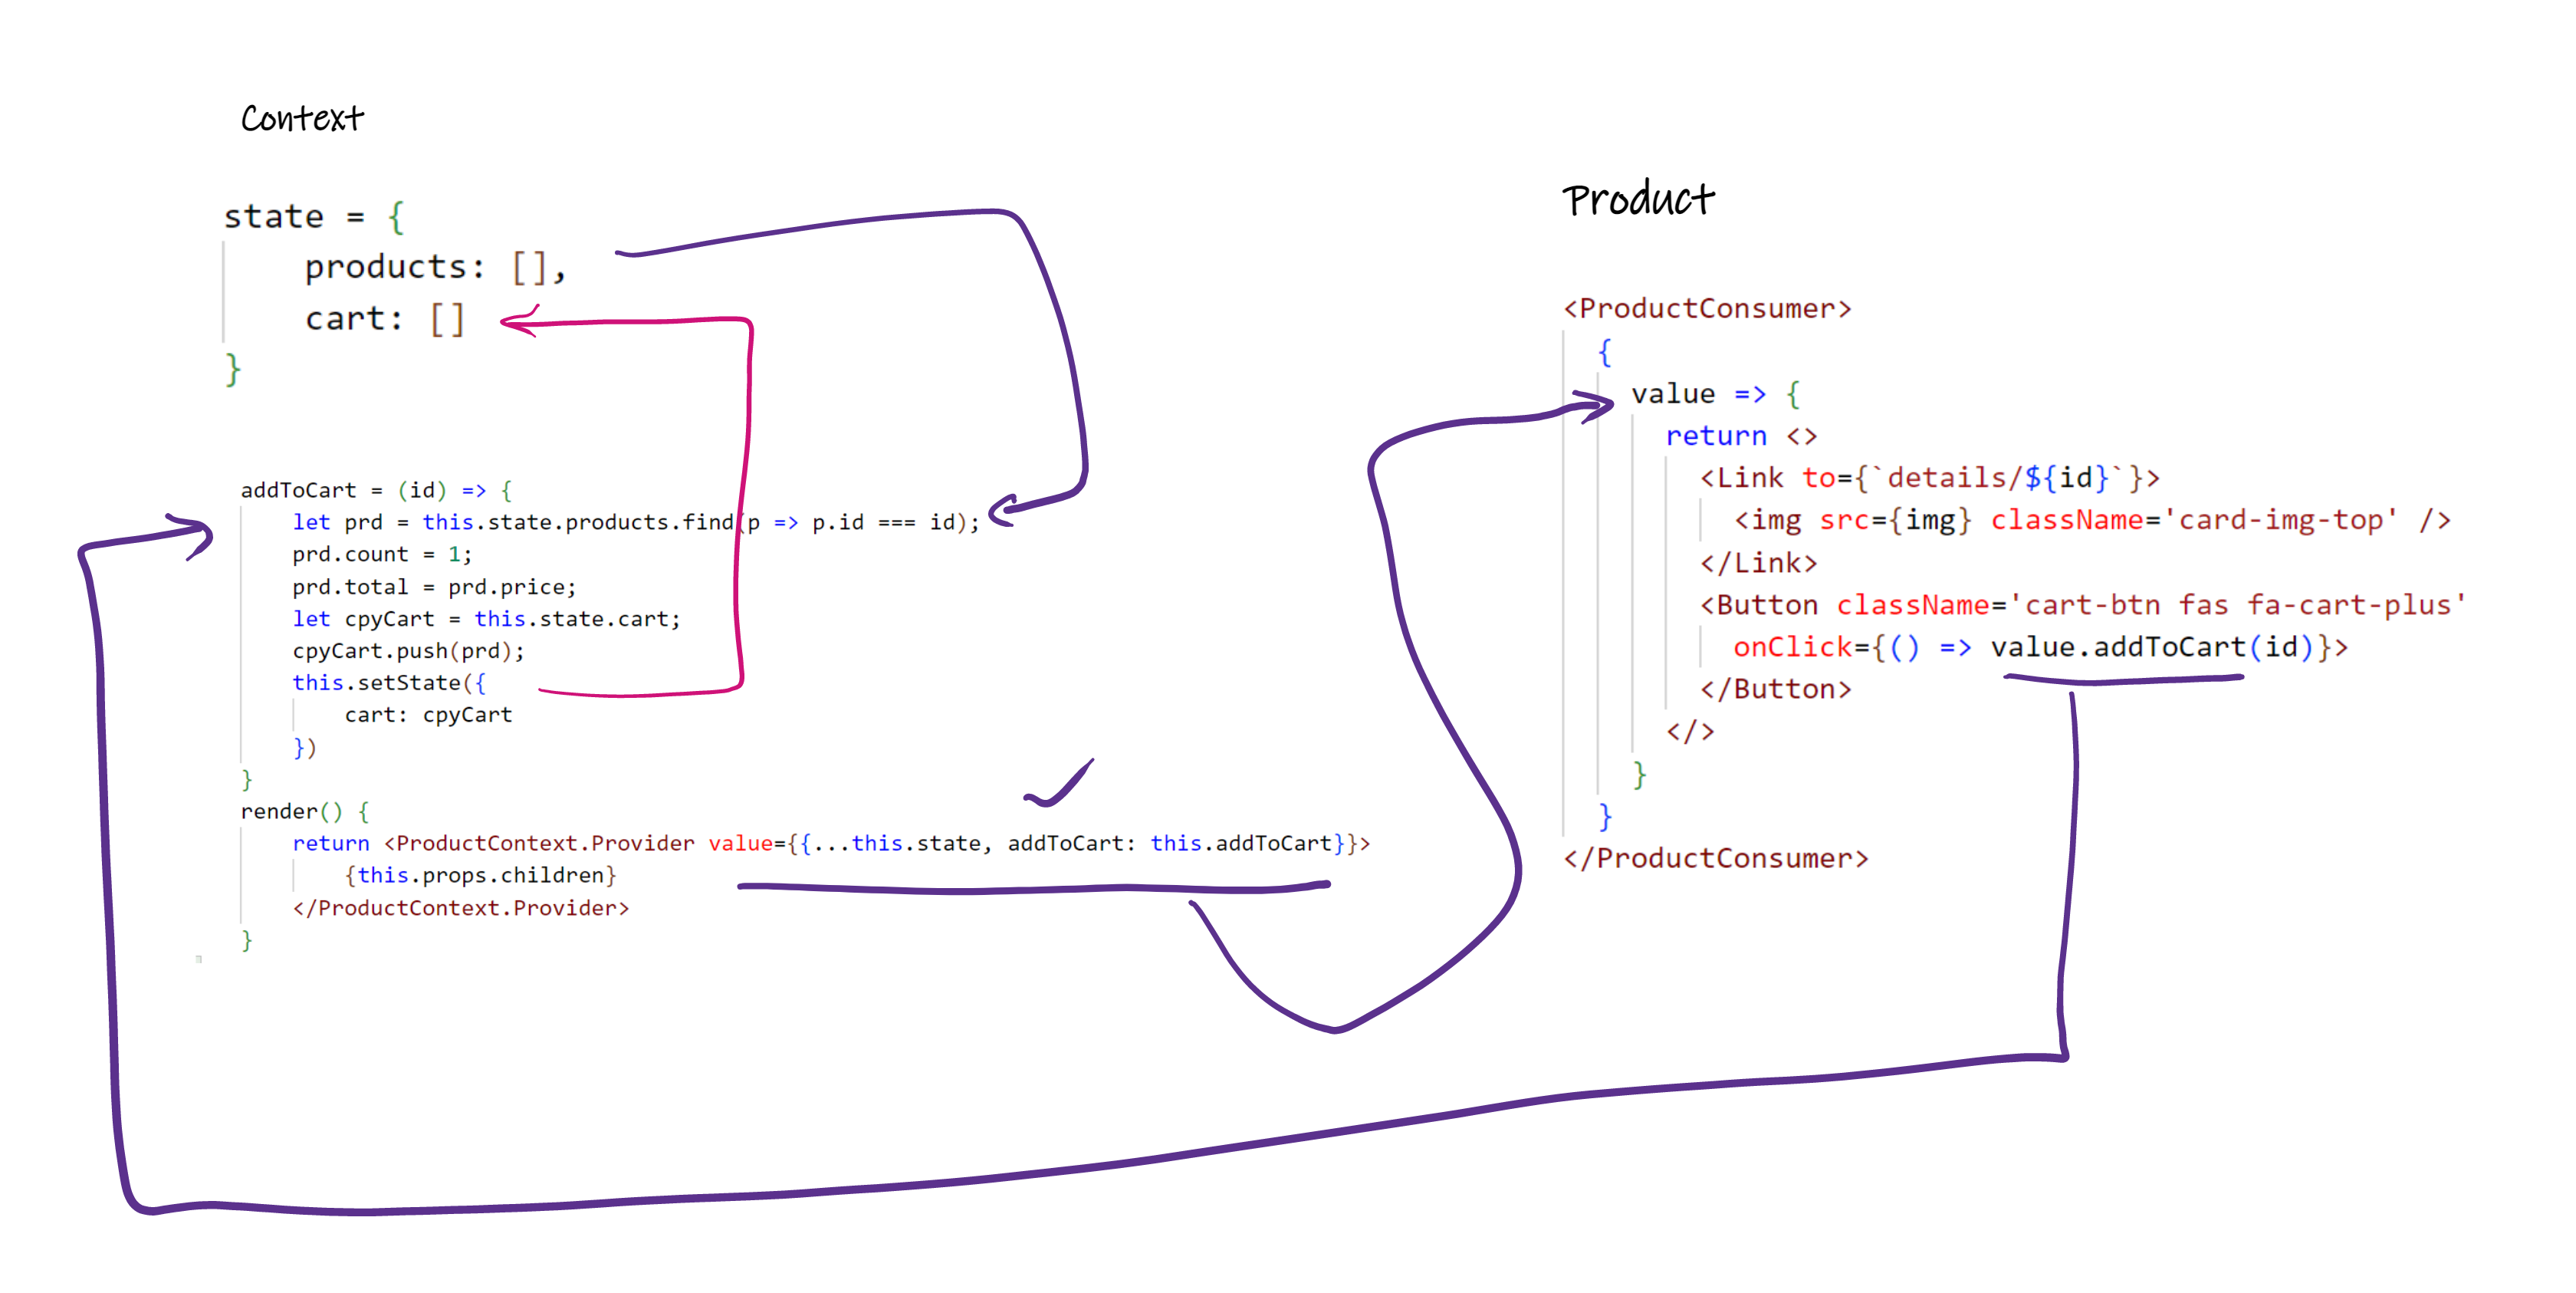 Context
state = {
    products: [],
    cart: []
}
addToCart = (id) => {
    let prd = this.state.products.find(p => p.id === id);
    prd.count = 1;
    prd.total = prd.price;
    let cpyCart = this.state.cart;
    cpyCart.push(prd);
    this.setState({
        cart: cpyCart
    })
}
render() {
    return <ProductContext.Provider value={{...this.state, addToCart: this.addToCart}}>
        {this.props.children}
    </ProductContext.Provider>
}
Product
<ProductConsumer>
  {
    value => {
      return <>
        <Link to={`details/${id}`}>
          <img src={img} className='card-img-top' />
        </Link>
        <Button className='cart-btn fas fa-cart-plus'
          onClick={() => value.addToCart(id)}>
        </Button>
      </>
    }
  }
</ProductConsumer>